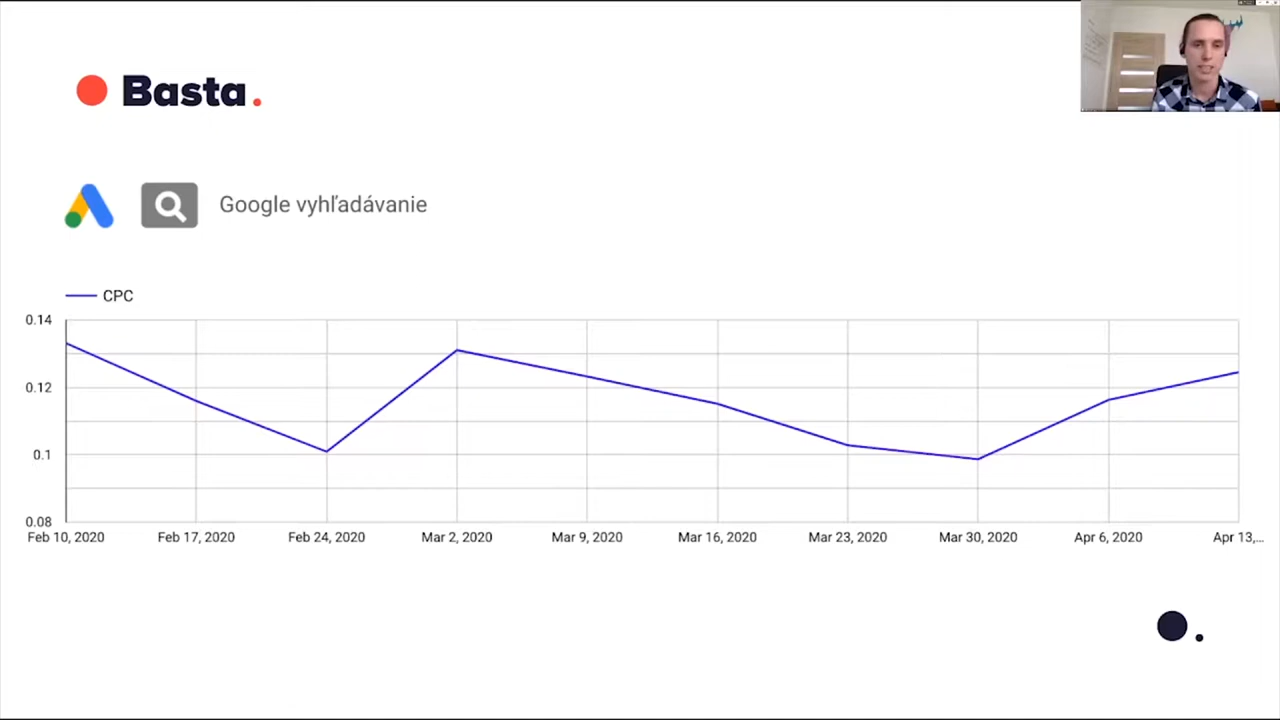 Basta.
Google vyhľadávanie
CPC
0.14
0.12
0.1
0.08
Feb 10, 2020 Feb 17, 2020 Feb 24, 2020 Mar 2, 2020 Mar 9, 2020 Mar 16, 2020 Mar 23, 2020 Mar 30, 2020 Apr 6, 2020 Apr 13,...